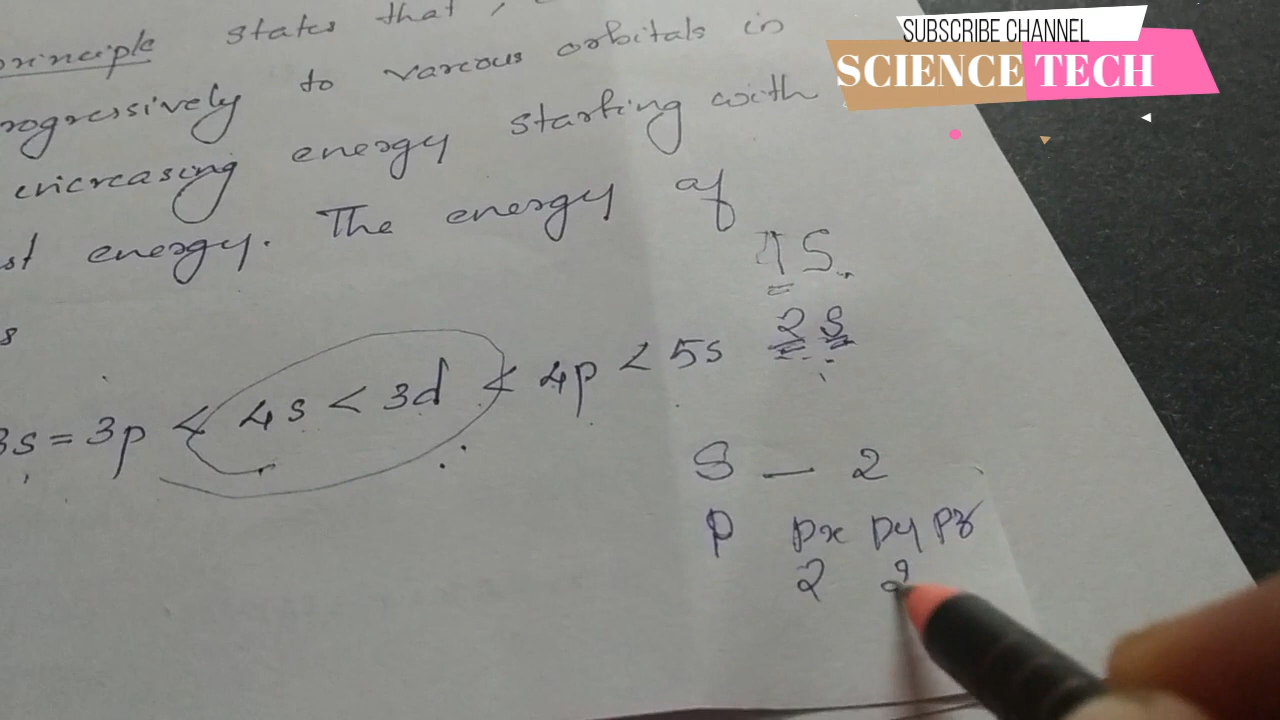 SUBSCRIBE CHANNEL
SCIENCE TECH
principle states that ,
rogressively to various orbitals in
increasing energy starting with
st energy. The energy of
1S
2S
s
3s = 3p < 4s < 3d < 4p < 5s
S — 2
p px py pz
2 2